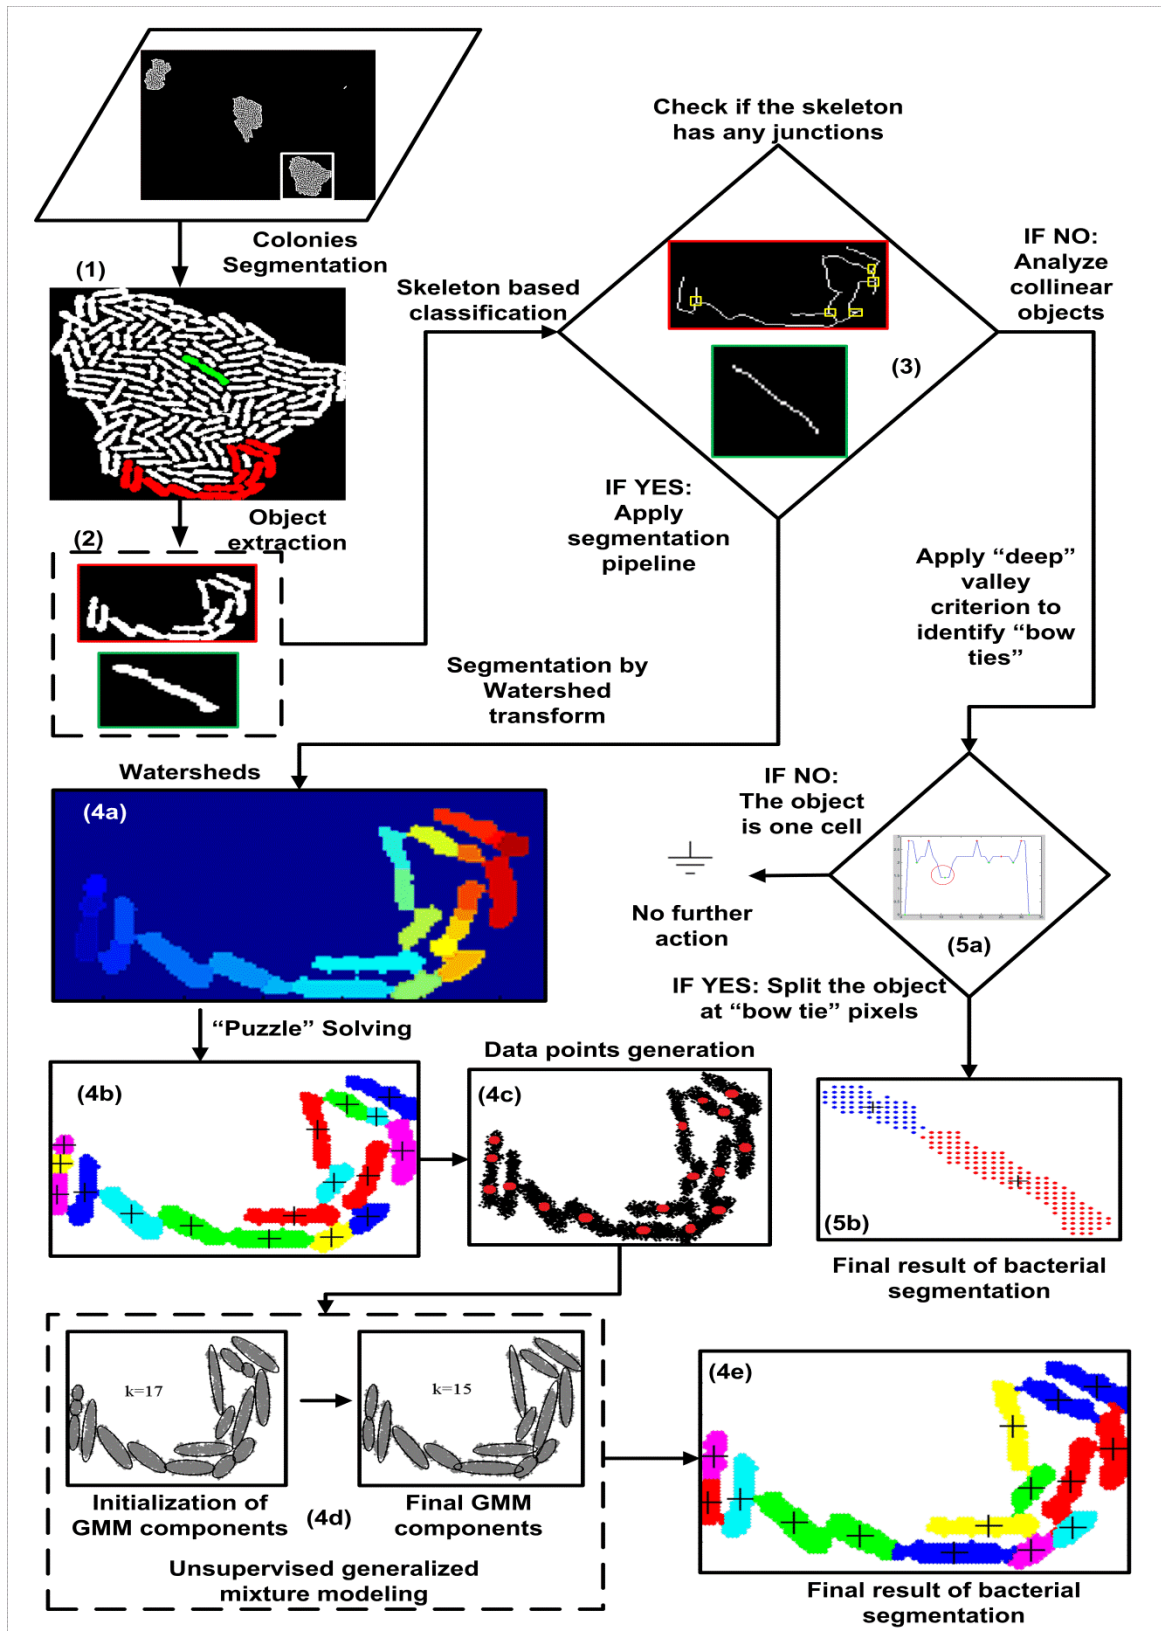 Check if the skeleton
has any junctions
Colonies
Segmentation
(1)
Skeleton based
classification
IF NO:
Analyze
collinear
objects
(3)
IF YES:
Apply
segmentation
pipeline
Object
extraction
(2)
Apply “deep”
valley
criterion to
identify “bow
ties”
Segmentation by
Watershed
transform
Watersheds
(4a)
IF NO:
The object
is one cell
No further
action
(5a)
IF YES: Split the object
at “bow tie” pixels
“Puzzle” Solving
Data points generation
(4b)
(4c)
(5b)
Final result of bacterial
segmentation
k=17
k=15
Initialization of
GMM components
(4d)
Final GMM
components
Unsupervised generalized
mixture modeling
(4e)
Final result of bacterial
segmentation